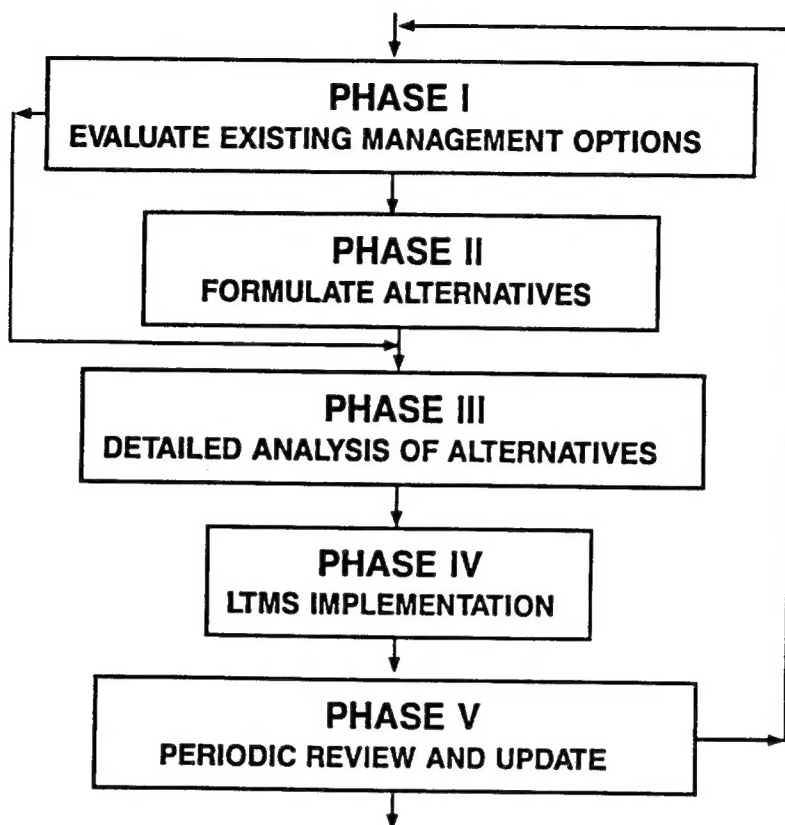 PHASE I
EVALUATE EXISTING MANAGEMENT OPTIONS
PHASE II
FORMULATE ALTERNATIVES
PHASE III
DETAILED ANALYSIS OF ALTERNATIVES
PHASE IV
LTMS IMPLEMENTATION
PHASE V
PERIODIC REVIEW AND UPDATE